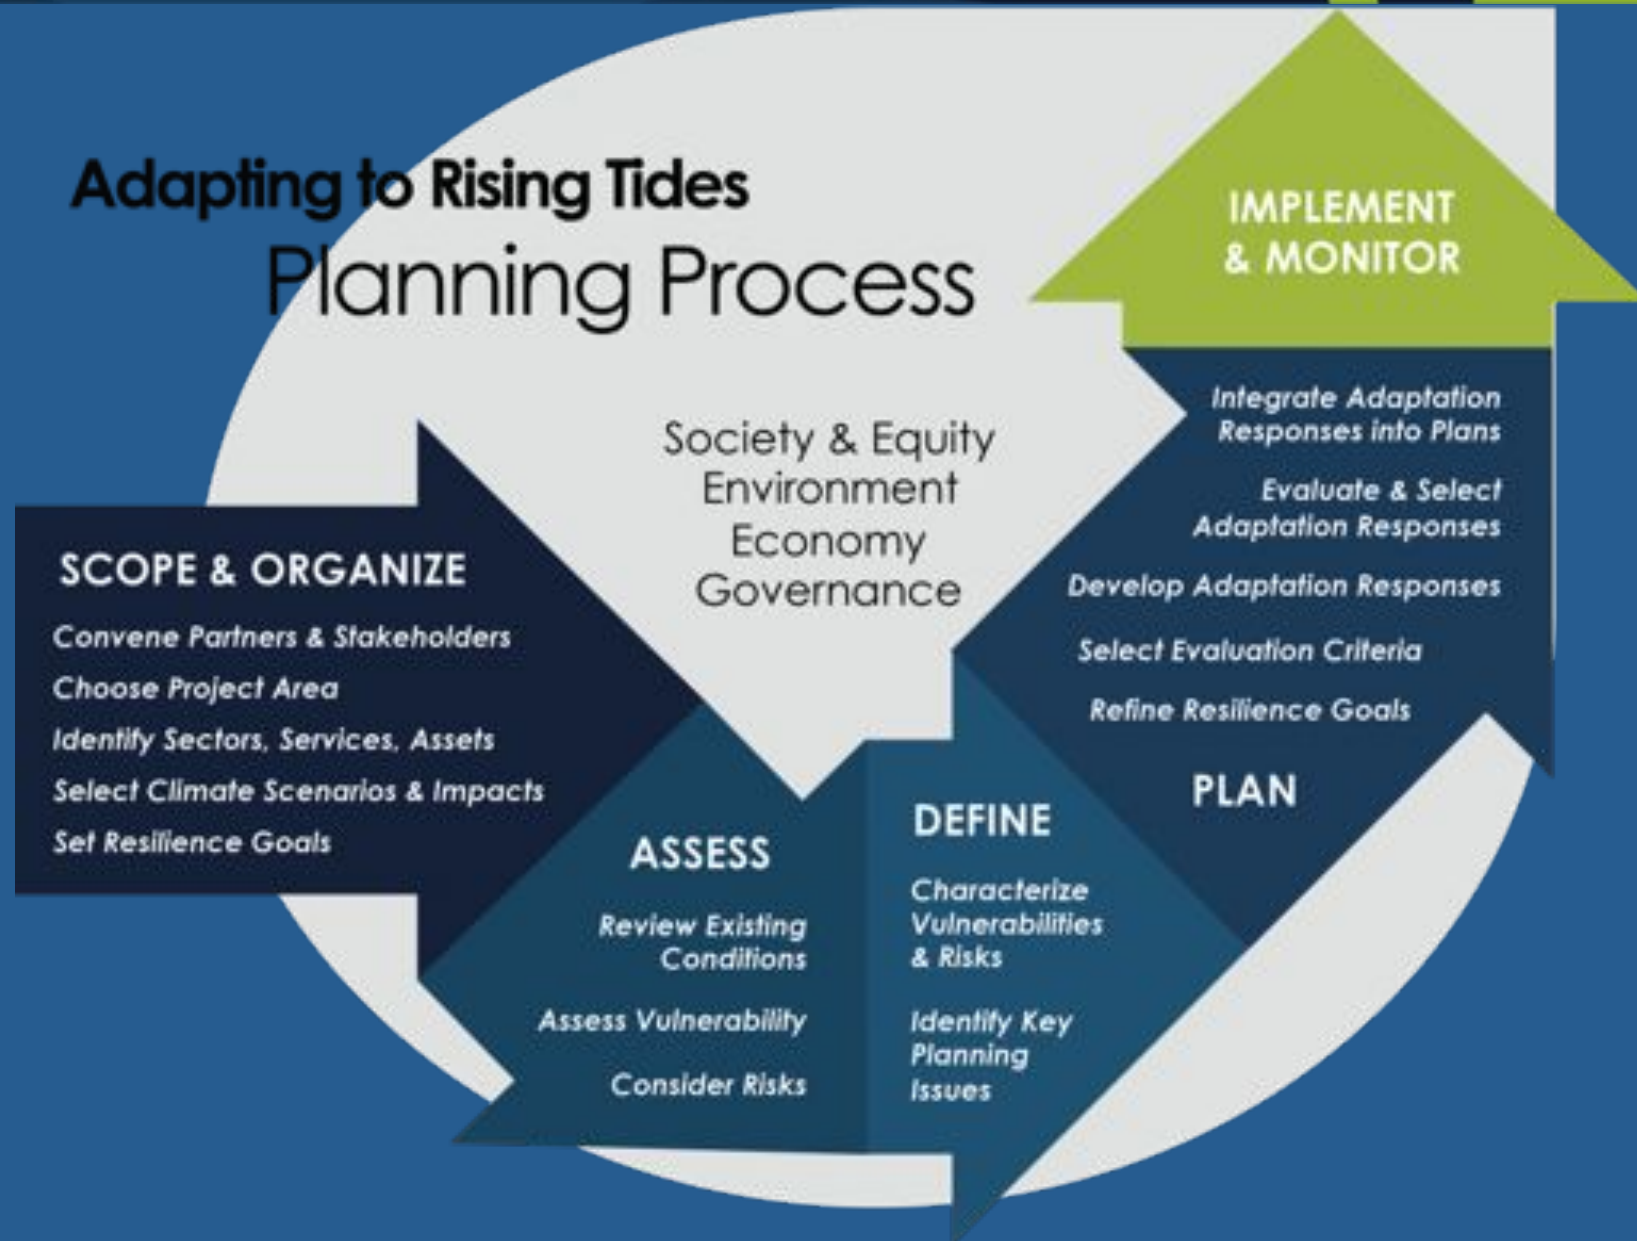 Adapting to Rising Tides
Planning Process
Society & Equity
Environment
Economy
Governance
SCOPE & ORGANIZE
Convene Partners & Stakeholders
Choose Project Area
Identify Sectors, Services, Assets
Select Climate Scenarios & Impacts
Set Resilience Goals
ASSESS
Review Existing
Conditions
Assess Vulnerability
Consider Risks
DEFINE
Characterize
Vulnerabilities
& Risks
Identify Key
Planning
Issues
IMPLEMENT
& MONITOR
Integrate Adaptation
Responses into Plans
Evaluate & Select
Adaptation Responses
Develop Adaptation Responses
Select Evaluation Criteria
Refine Resilience Goals
PLAN